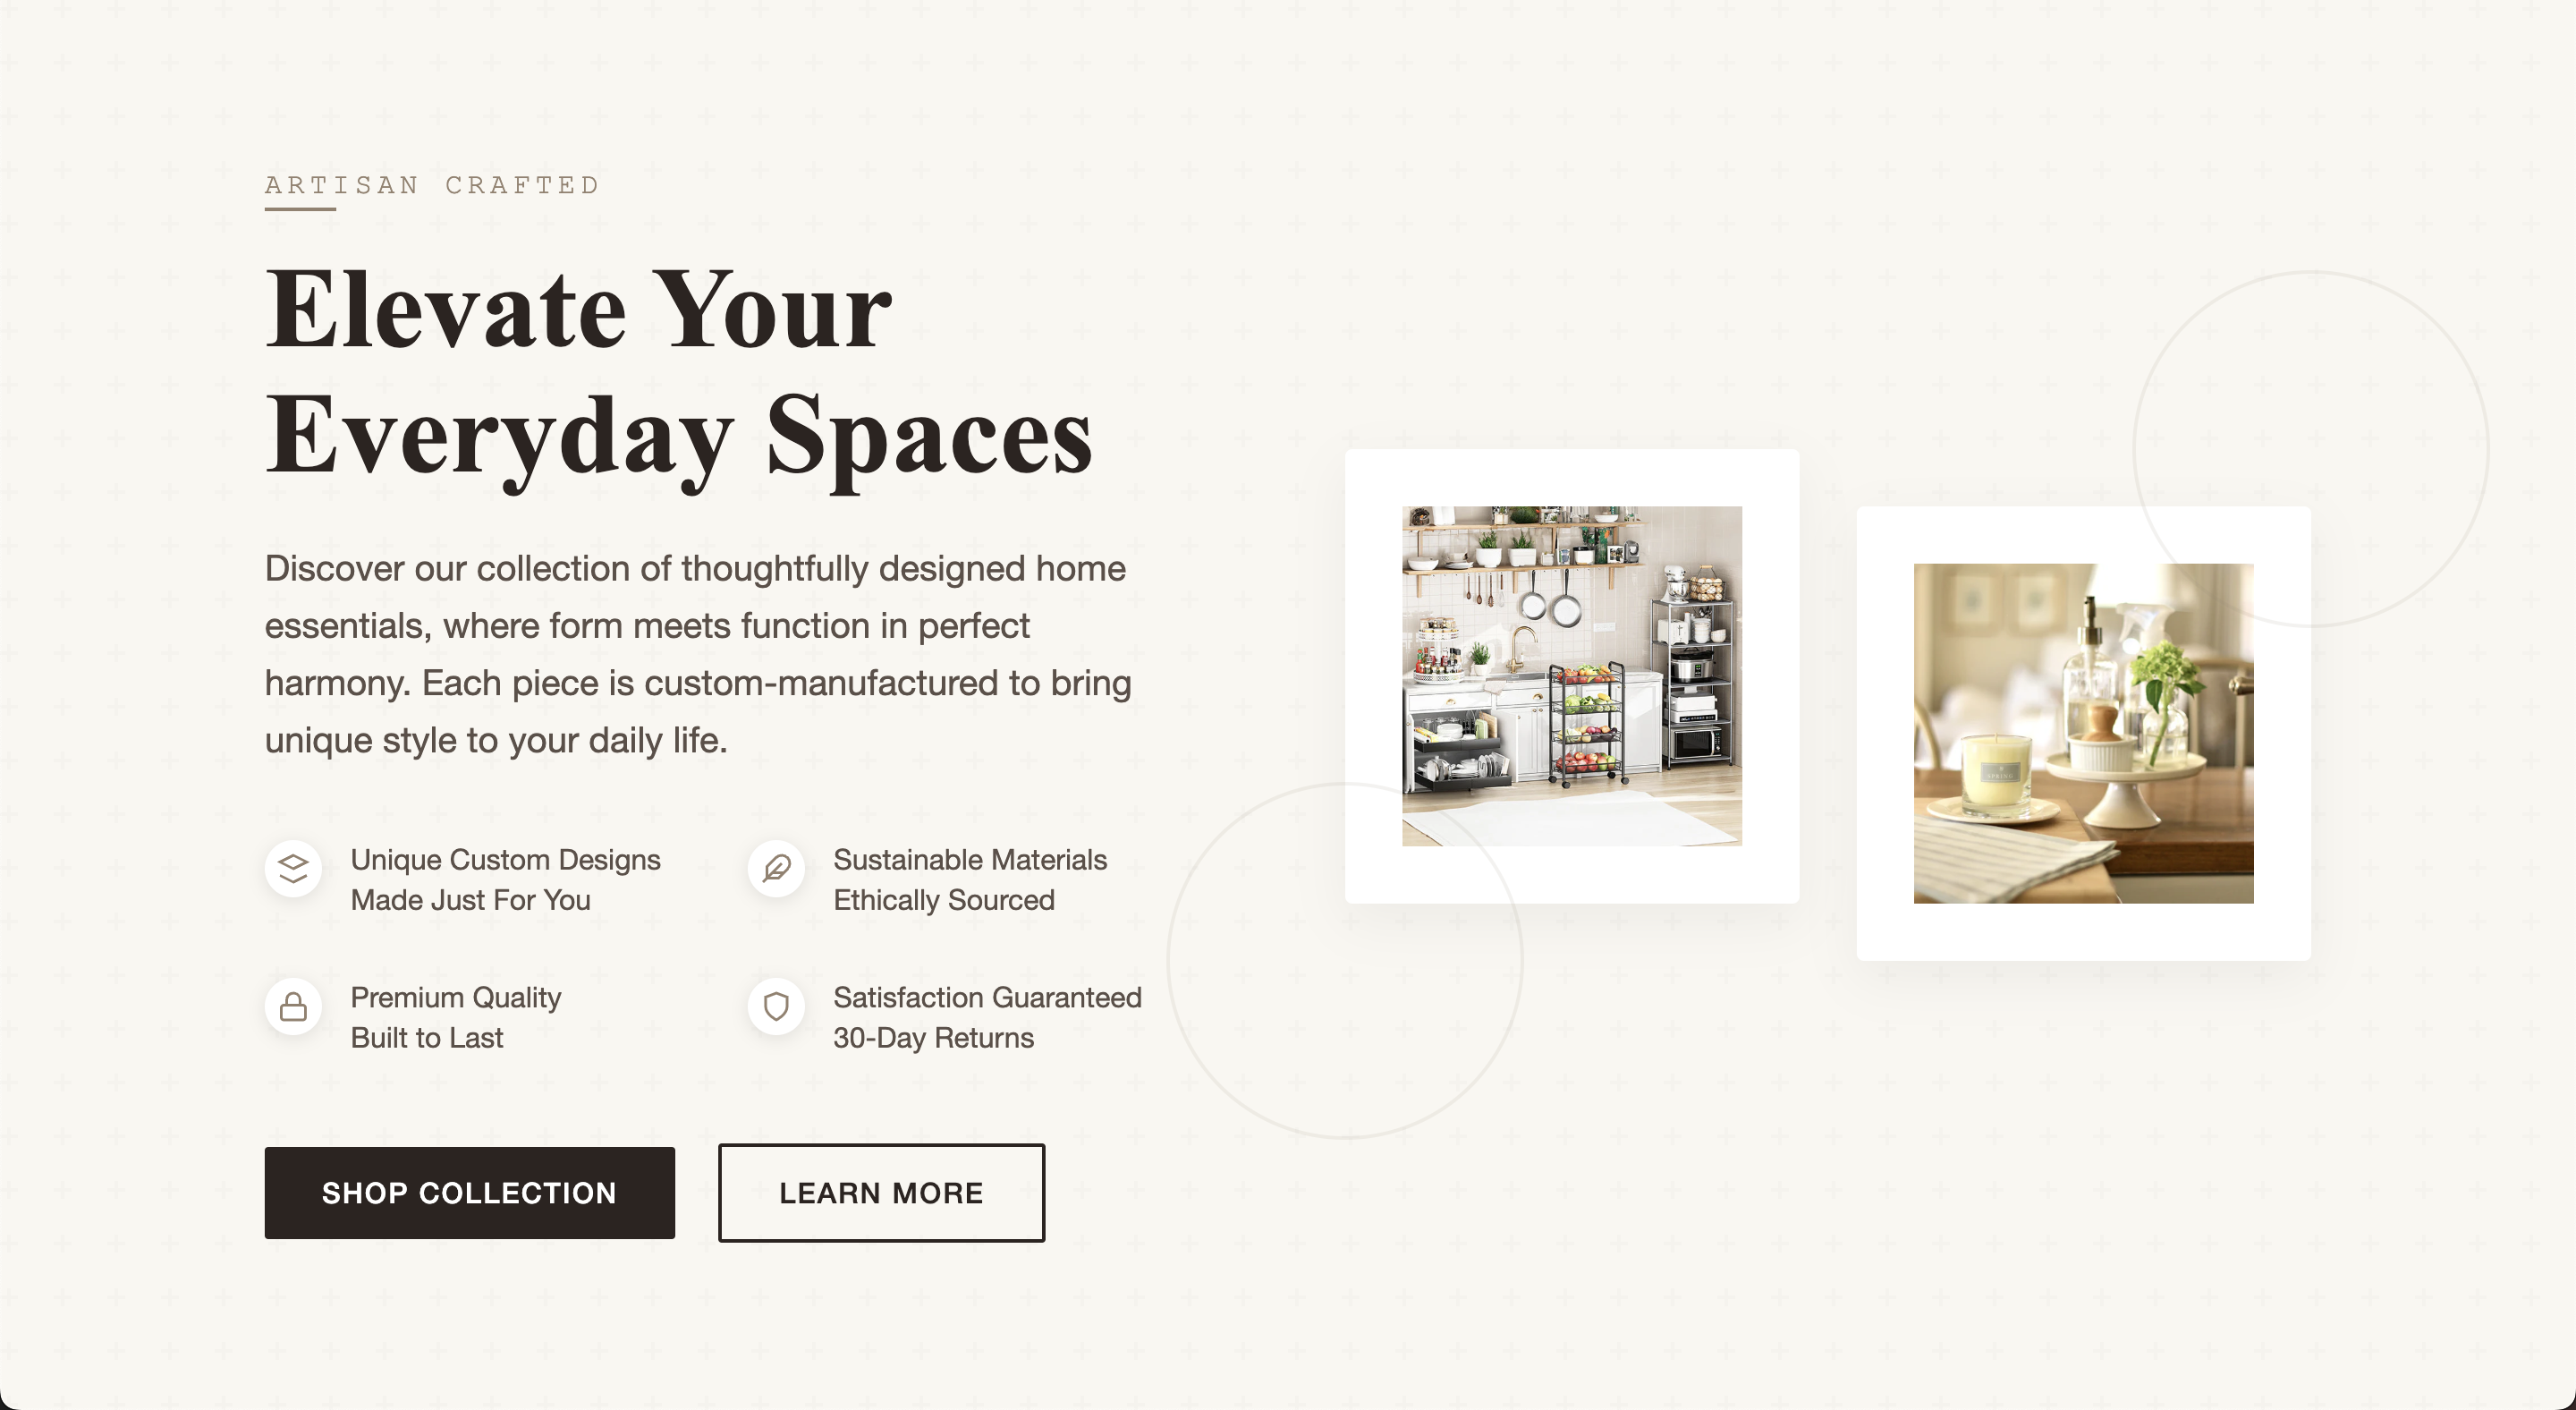 ARTISAN CRAFTED
Elevate Your
Everyday Spaces
Discover our collection of thoughtfully designed home
essentials, where form meets function in perfect
harmony. Each piece is custom-manufactured to bring
unique style to your daily life.
Unique Custom Designs
Made Just For You
Sustainable Materials
Ethically Sourced
Premium Quality
Built to Last
Satisfaction Guaranteed
30-Day Returns
SHOP COLLECTION
LEARN MORE
SPRING